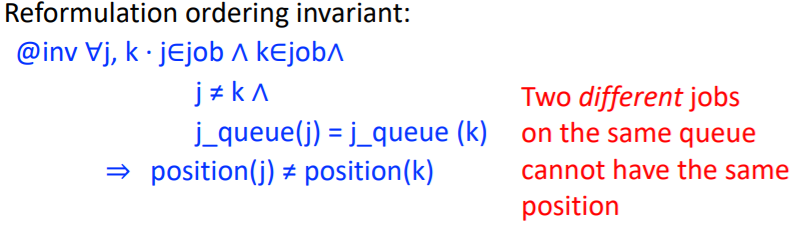 Reformulation ordering invariant:
@inv ∀j, k · j∈job ∧ k∈job∧
j ≠ k ∧
j_queue(j) = j_queue (k)
⇒ position(j) ≠ position(k)
Two different jobs
on the same queue
cannot have the same
position